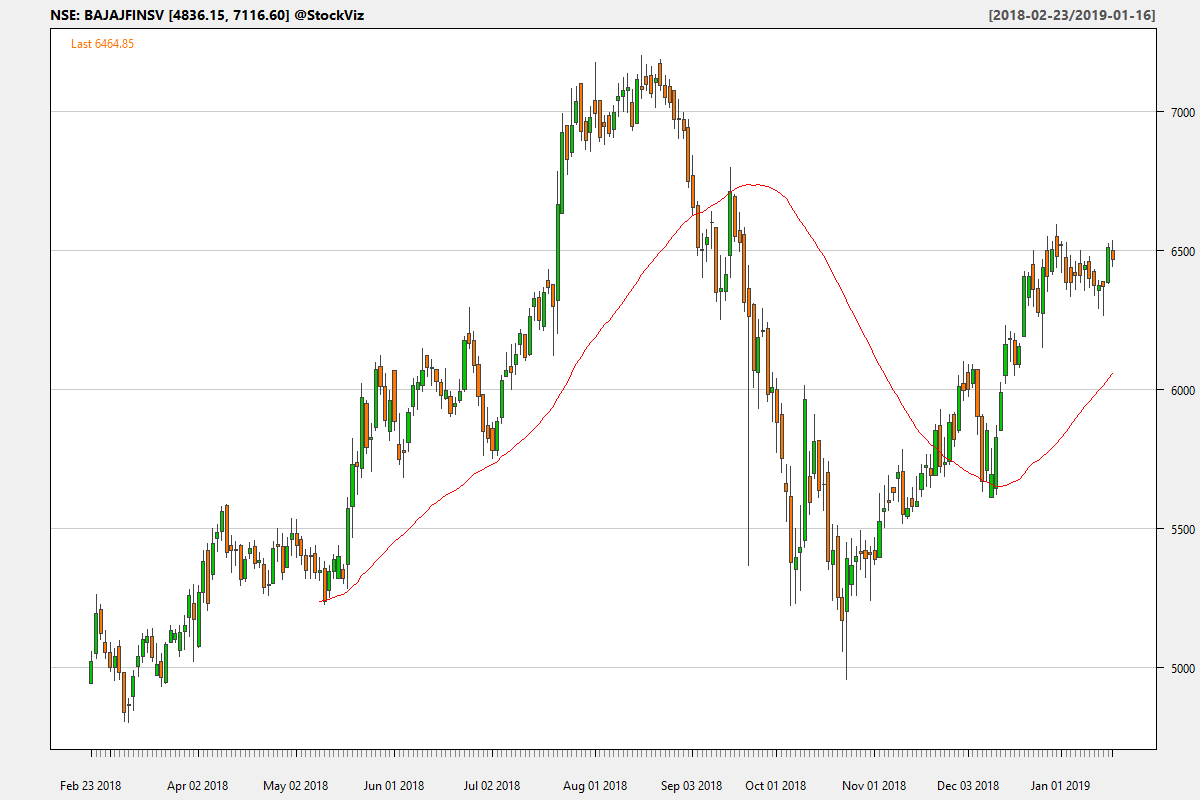 NSE: BAJAJFINSV [4836.15, 7116.60] @StockViz
[2018-02-23/2019-01-16]
Last 6464.85
7000
6500
6000
5500
5000
Feb 23 2018 Apr 02 2018 May 02 2018 Jun 01 2018 Jul 02 2018 Aug 01 2018 Sep 03 2018 Oct 01 2018 Nov 01 2018 Dec 03 2018 Jan 01 2019